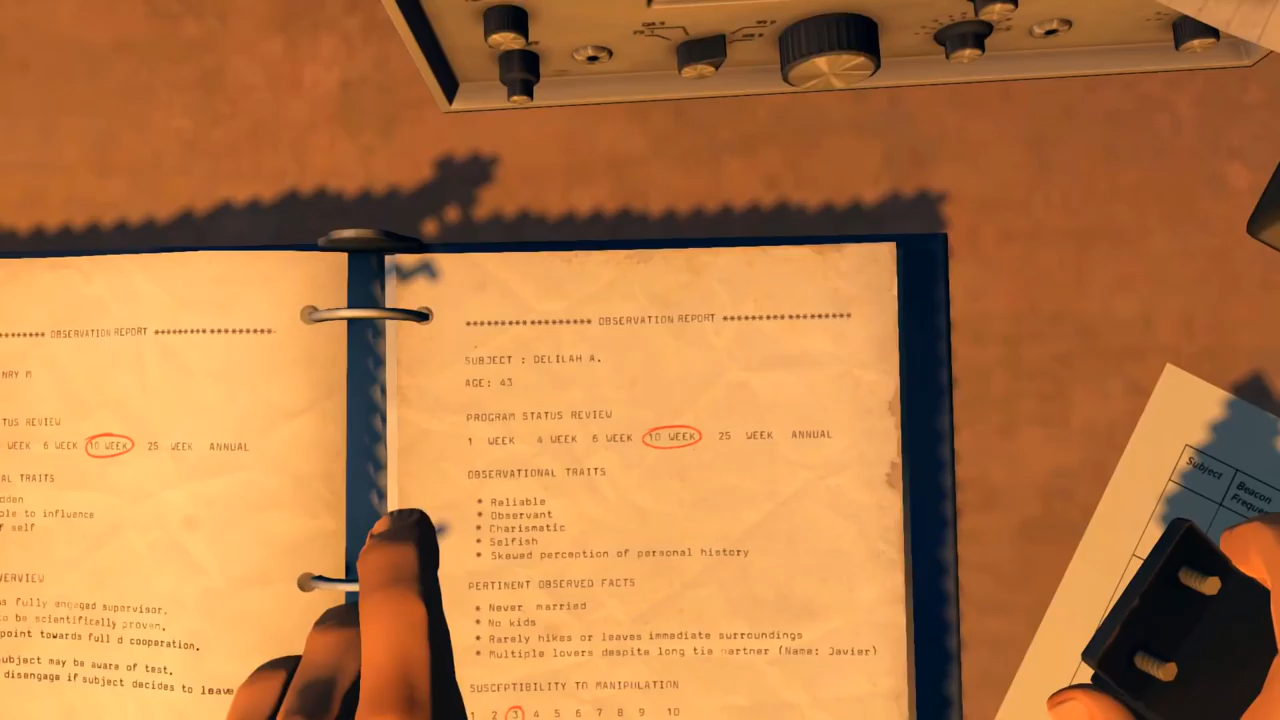 ****************** OBSERVATION REPORT ******************
NRY M
TUS REVIEW
WEEK 6 WEEK 10 WEEK 25 WEEK ANNUAL
AL TRAITS
dden
ple to influence
f self
VERVIEW
s fully engaged supervisor.
to be scientifically proven.
point towards full d cooperation.
ubject may be aware of test.
disengage if subject decides to leave
****************** OBSERVATION REPORT ******************
SUBJECT : DELILAH A.
AGE: 43
PROGRAM STATUS REVIEW
1 WEEK 4 WEEK 6 WEEK 10 WEEK 25 WEEK ANNUAL
OBSERVATIONAL TRAITS
* Reliable
* Observant
* Charismatic
* Selfish
* Skewed perception of personal history
PERTINENT OBSERVED FACTS
* Never married
* No kids
* Rarely hikes or leaves immediate surroundings
* Multiple lovers despite long tie partner (Name: Javier)
SUSCEPTIBILITY TO MANIPULATION
1 2 3 4 5 6 7 8 9 10
Subject
Beacon
Freque